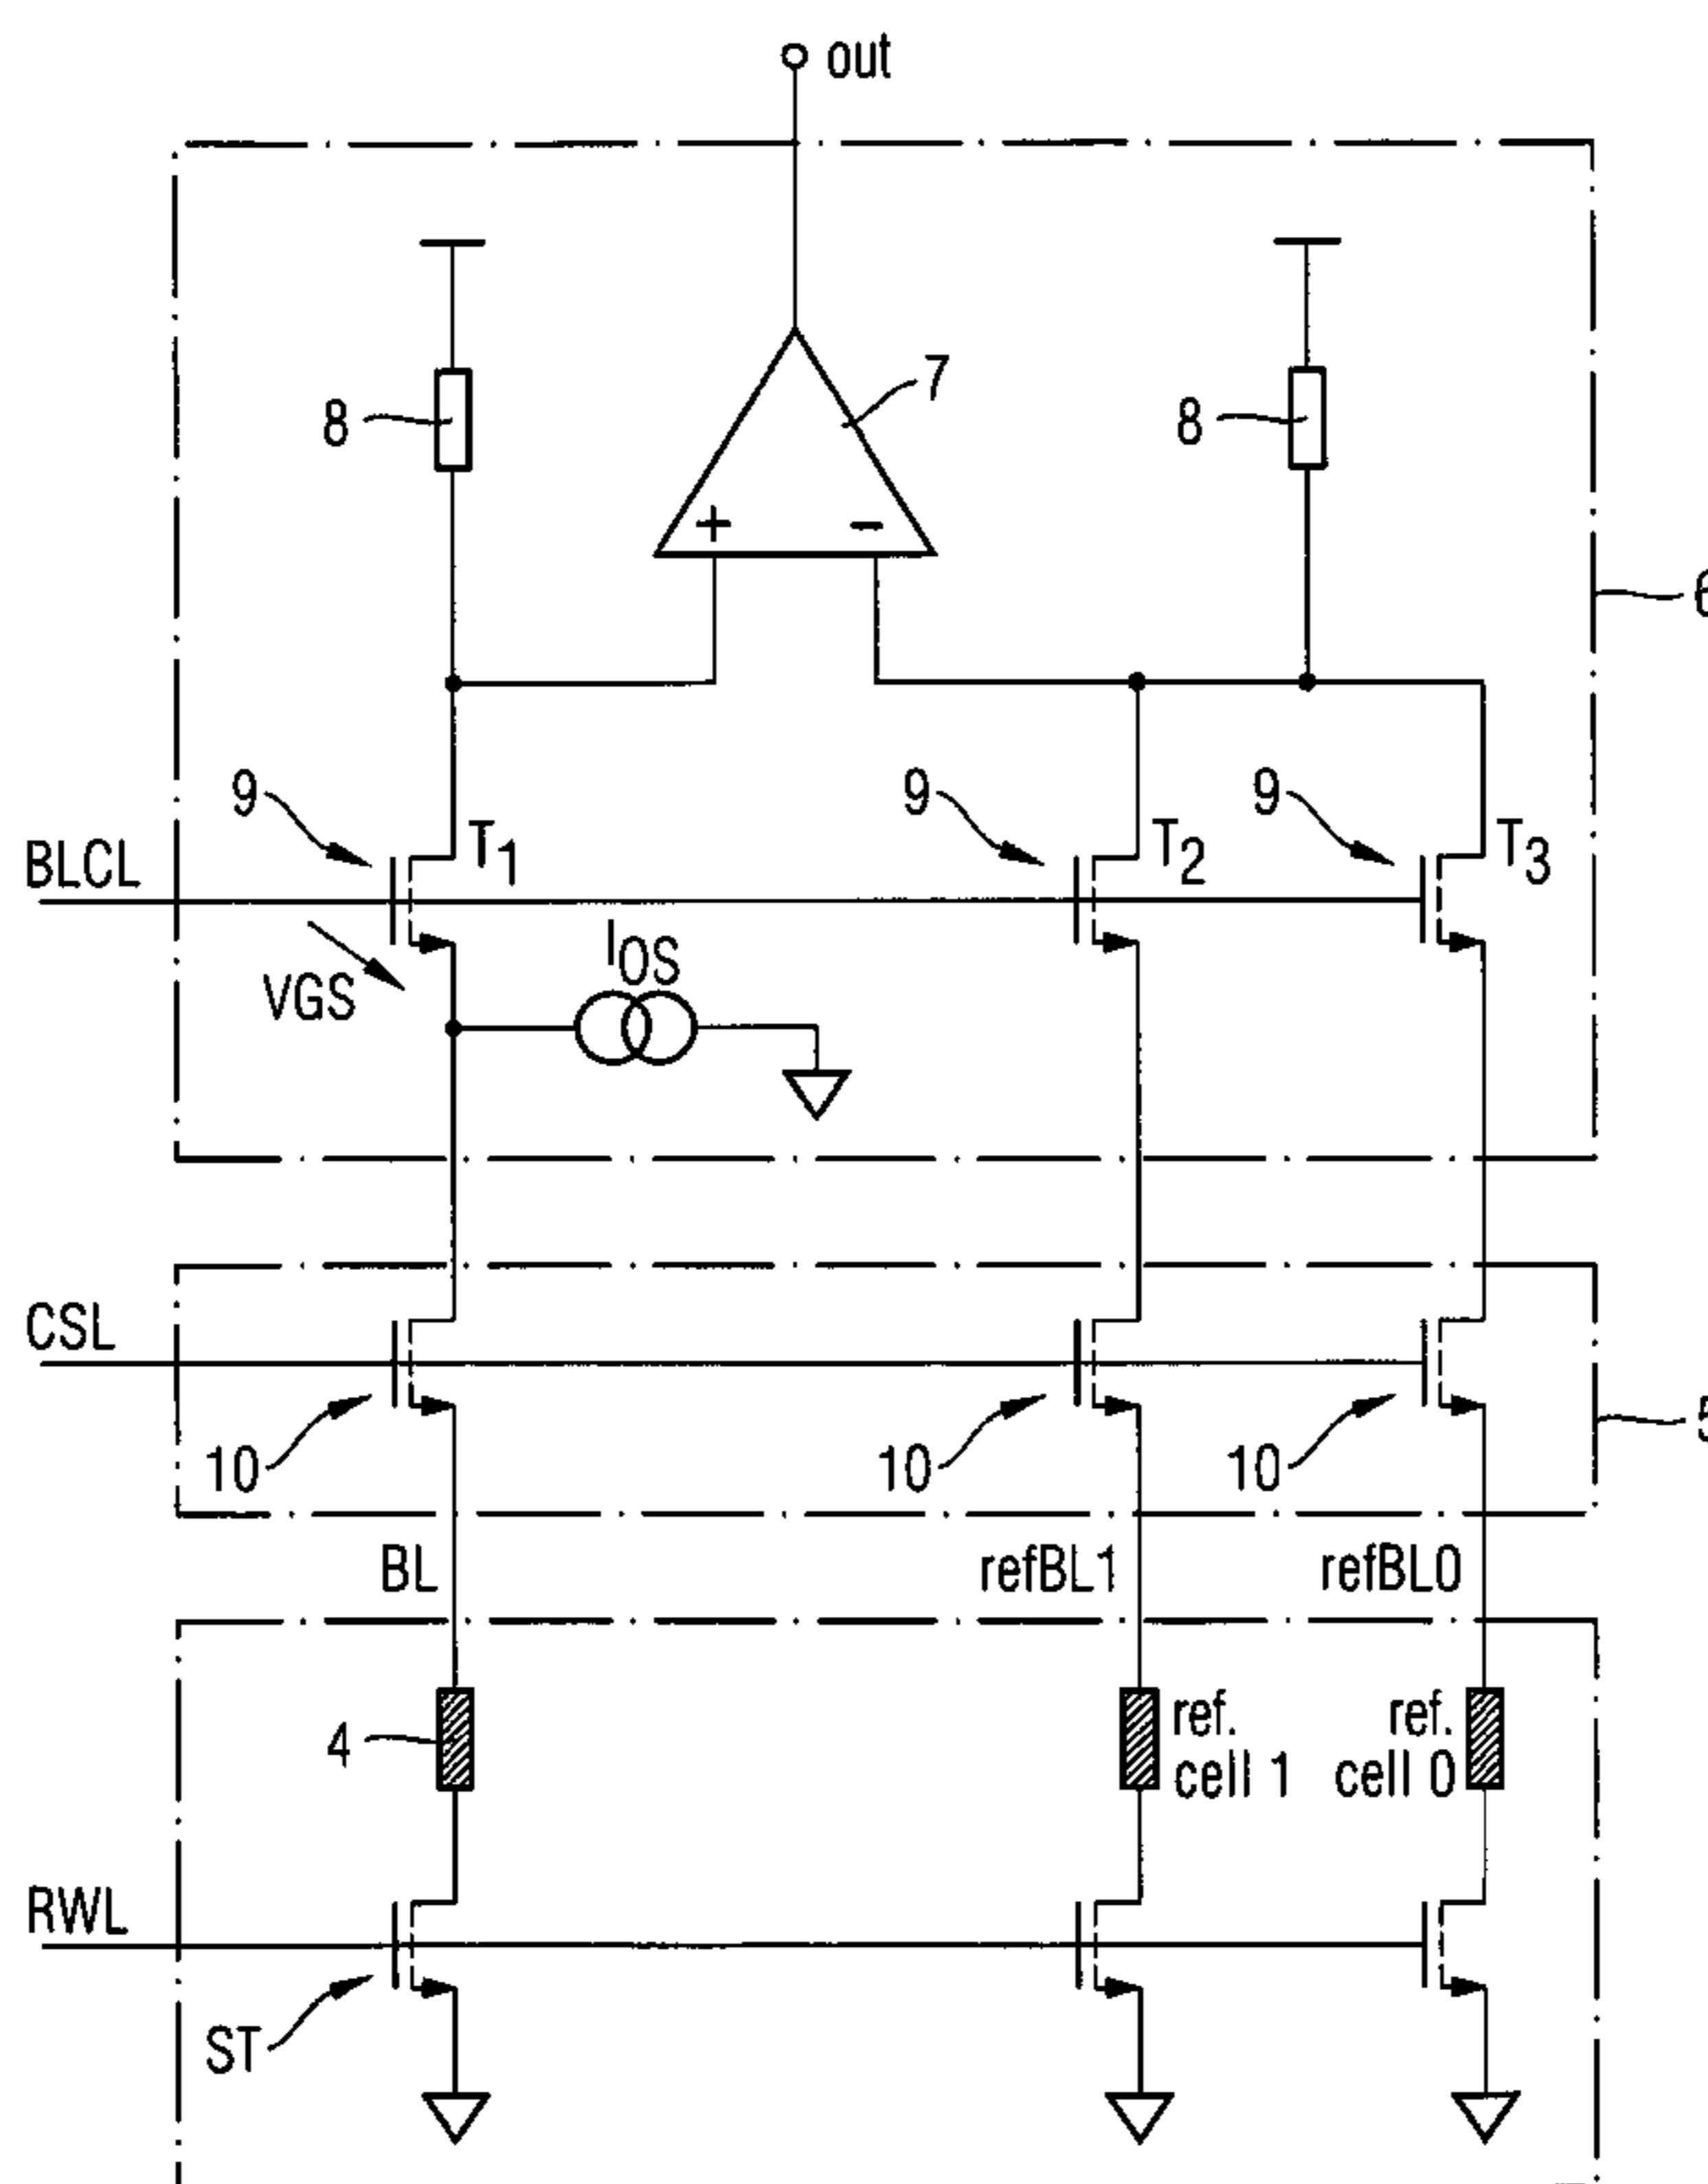 out
7
8
8
+
−
6
9
9
9
BLCL
T1
T2
T3
IOS
VGS
CSL
10
10
10
5
BL
refBL1
refBL0
4
ref.
cell 1
ref.
cell 0
RWL
ST